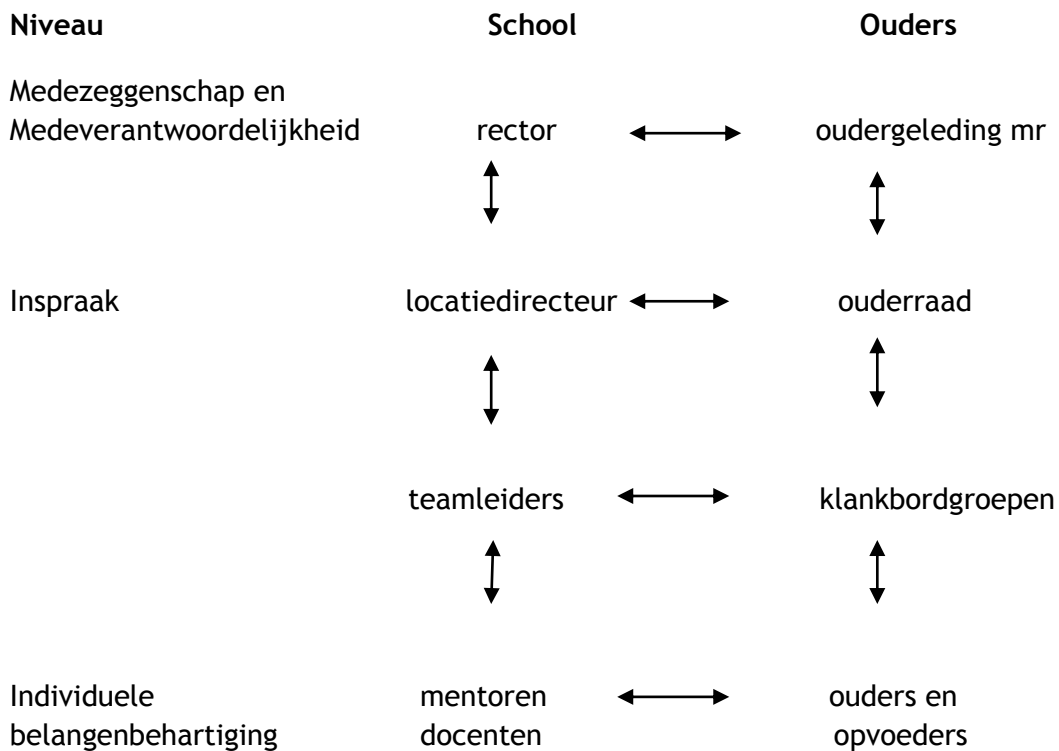 Niveau School Ouders
Medezeggenschap en
Medeverantwoordelijkheid rector oudergeleding mr
Inspraak locatiedirecteur ouderraad
teamleiders klankbordgroepen
Individuele mentoren ouders en
belangenbehartiging docenten opvoeders